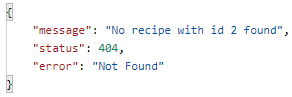 {
    "message": "No recipe with id 2 found",
    "status": 404,
    "error": "Not Found"
}